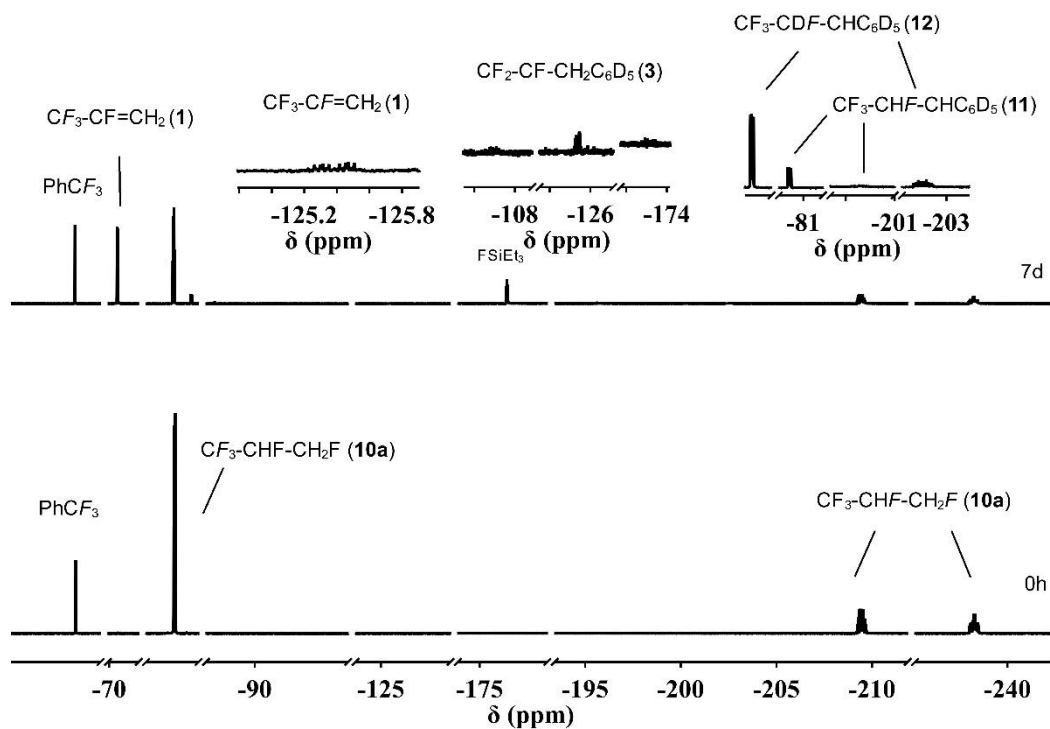 CF3-CDF-CHC6D5 (12)
CF2-CF-CH2C6D5 (3)
CF3-CF=CH2 (1)
CF3-CHF-CHC6D5 (11)
CF3-CF=CH2 (1)
PhCF3
-125.2 -125.8
δ (ppm)
-108 -126 -174
δ (ppm)
-81 -201 -203
δ (ppm)
FSiEt3
7d
CF3-CHF-CH2F (10a)
PhCF3
CF3-CHF-CH2F (10a)
0h
-70 -90 -125 -175 -195 -200 -205 -210 -240
δ (ppm)